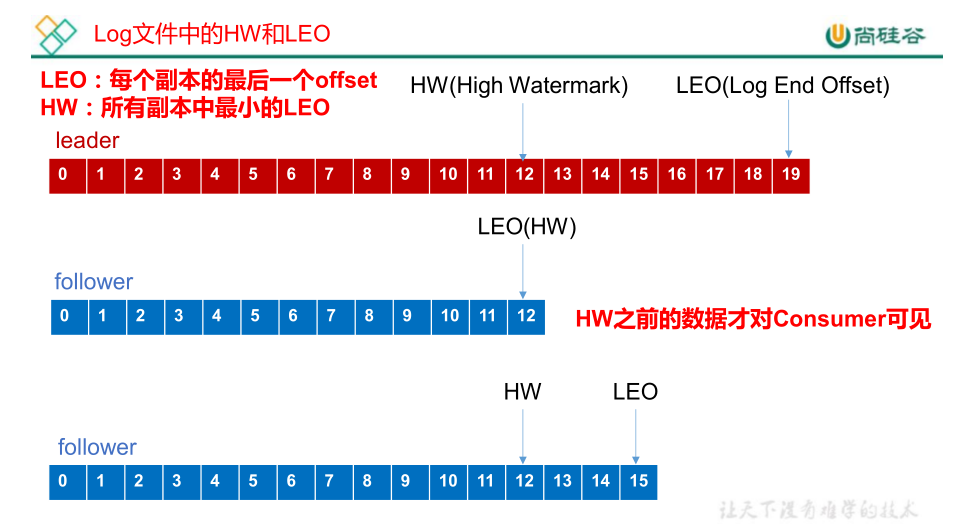 Log文件中的HW和LEO
尚硅谷
LEO：每个副本的最后一个offset
HW：所有副本中最小的LEO
HW(High Watermark)
LEO(Log End Offset)
leader
0 1 2 3 4 5 6 7 8 9 10 11 12 13 14 15 16 17 18 19
LEO(HW)
follower
0 1 2 3 4 5 6 7 8 9 10 11 12
HW之前的数据才对Consumer可见
HW
LEO
follower
0 1 2 3 4 5 6 7 8 9 10 11 12 13 14 15
让天下没有难学的技术